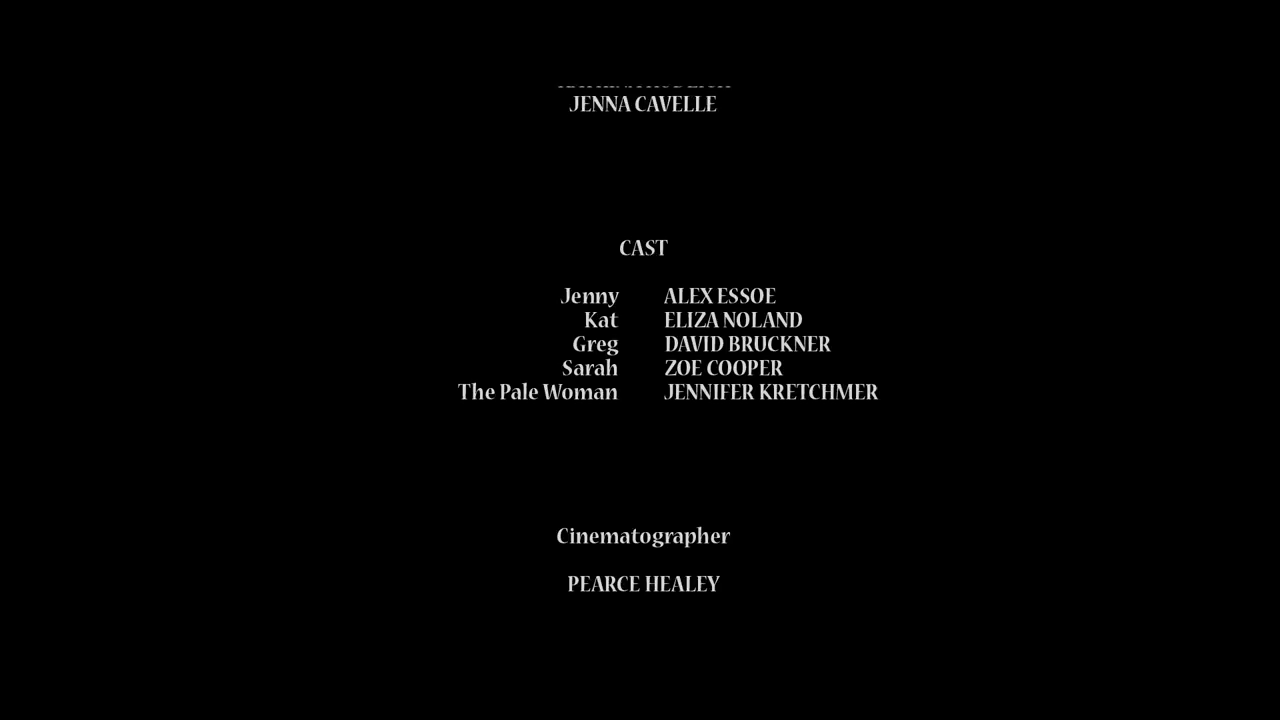 JENNA CAVELLE
CAST
Jenny ALEX ESSOE
Kat ELIZA NOLAND
Greg DAVID BRUCKNER
Sarah ZOE COOPER
The Pale Woman JENNIFER KRETCHMER
Cinematographer
PEARCE HEALEY